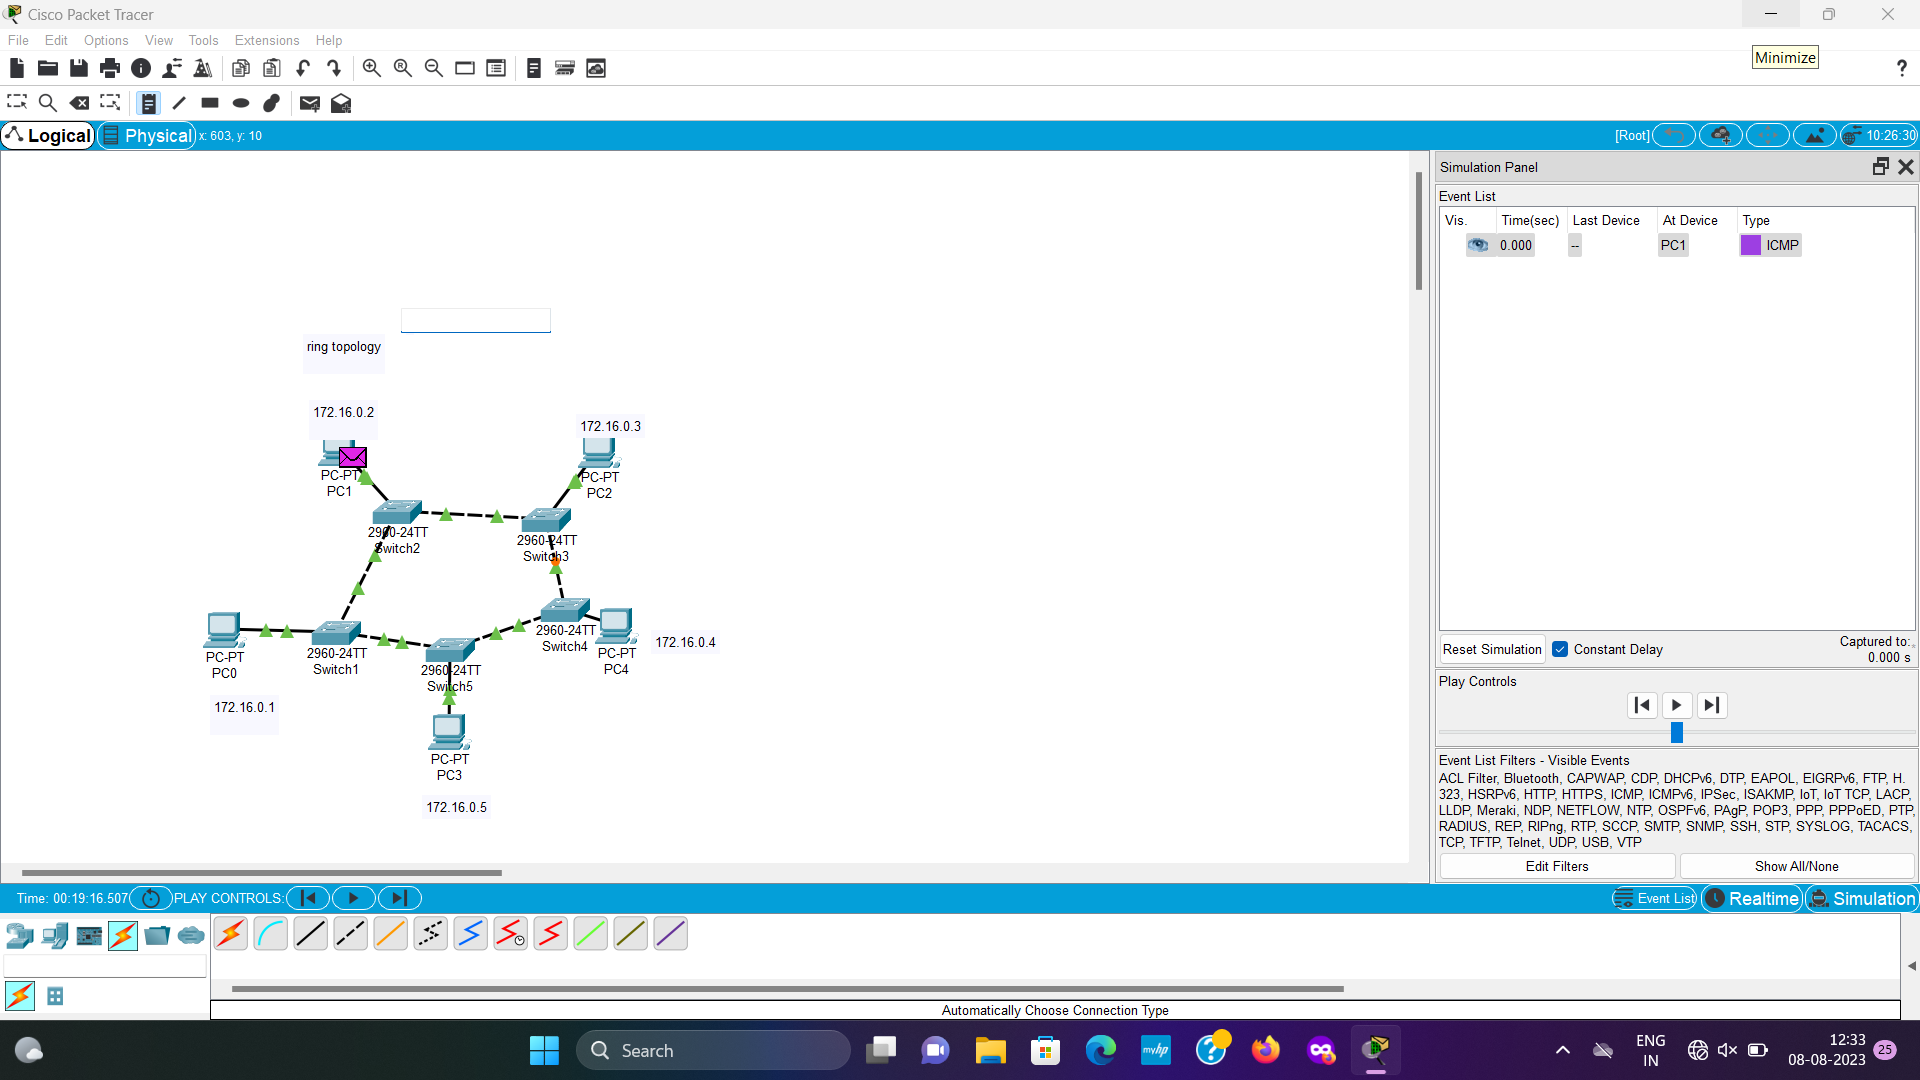 Cisco Packet Tracer
File Edit Options View Tools Extensions Help
Minimize
Logical Physical x: 603, y: 10 [Root] 10:26:30
Simulation Panel
Event List
Vis. Time(sec) Last Device At Device Type
0.000 -- PC1 ICMP
ring topology
172.16.0.2
172.16.0.3
PC-PT
PC1
PC-PT
PC2
2960-24TT
Switch2
2960-24TT
Switch3
2960-24TT
Switch4
PC-PT
PC4
172.16.0.4
PC-PT
PC0
2960-24TT
Switch1
2960-24TT
Switch5
172.16.0.1
PC-PT
PC3
172.16.0.5
Reset Simulation Constant Delay Captured to:
0.000 s
Play Controls
Event List Filters - Visible Events
ACL Filter, Bluetooth, CAPWAP, CDP, DHCPv6, DTP, EAPOL, EIGRPv6, FTP, H.
323, HSRPv6, HTTP, HTTPS, ICMP, ICMPv6, IPSec, ISAKMP, IoT, IoT TCP, LACP,
LLDP, Meraki, NDP, NETFLOW, NTP, OSPFv6, PAgP, POP3, PPP, PPPoED, PTP,
RADIUS, REP, RIPng, RTP, SCCP, SMTP, SNMP, SSH, STP, SYSLOG, TACACS,
TCP, TFTP, Telnet, UDP, USB, VTP
Edit Filters Show All/None
Time: 00:19:16.507 PLAY CONTROLS: Event List Realtime Simulation
Automatically Choose Connection Type
Search
myhp
ENG
IN
12:33
08-08-2023
25